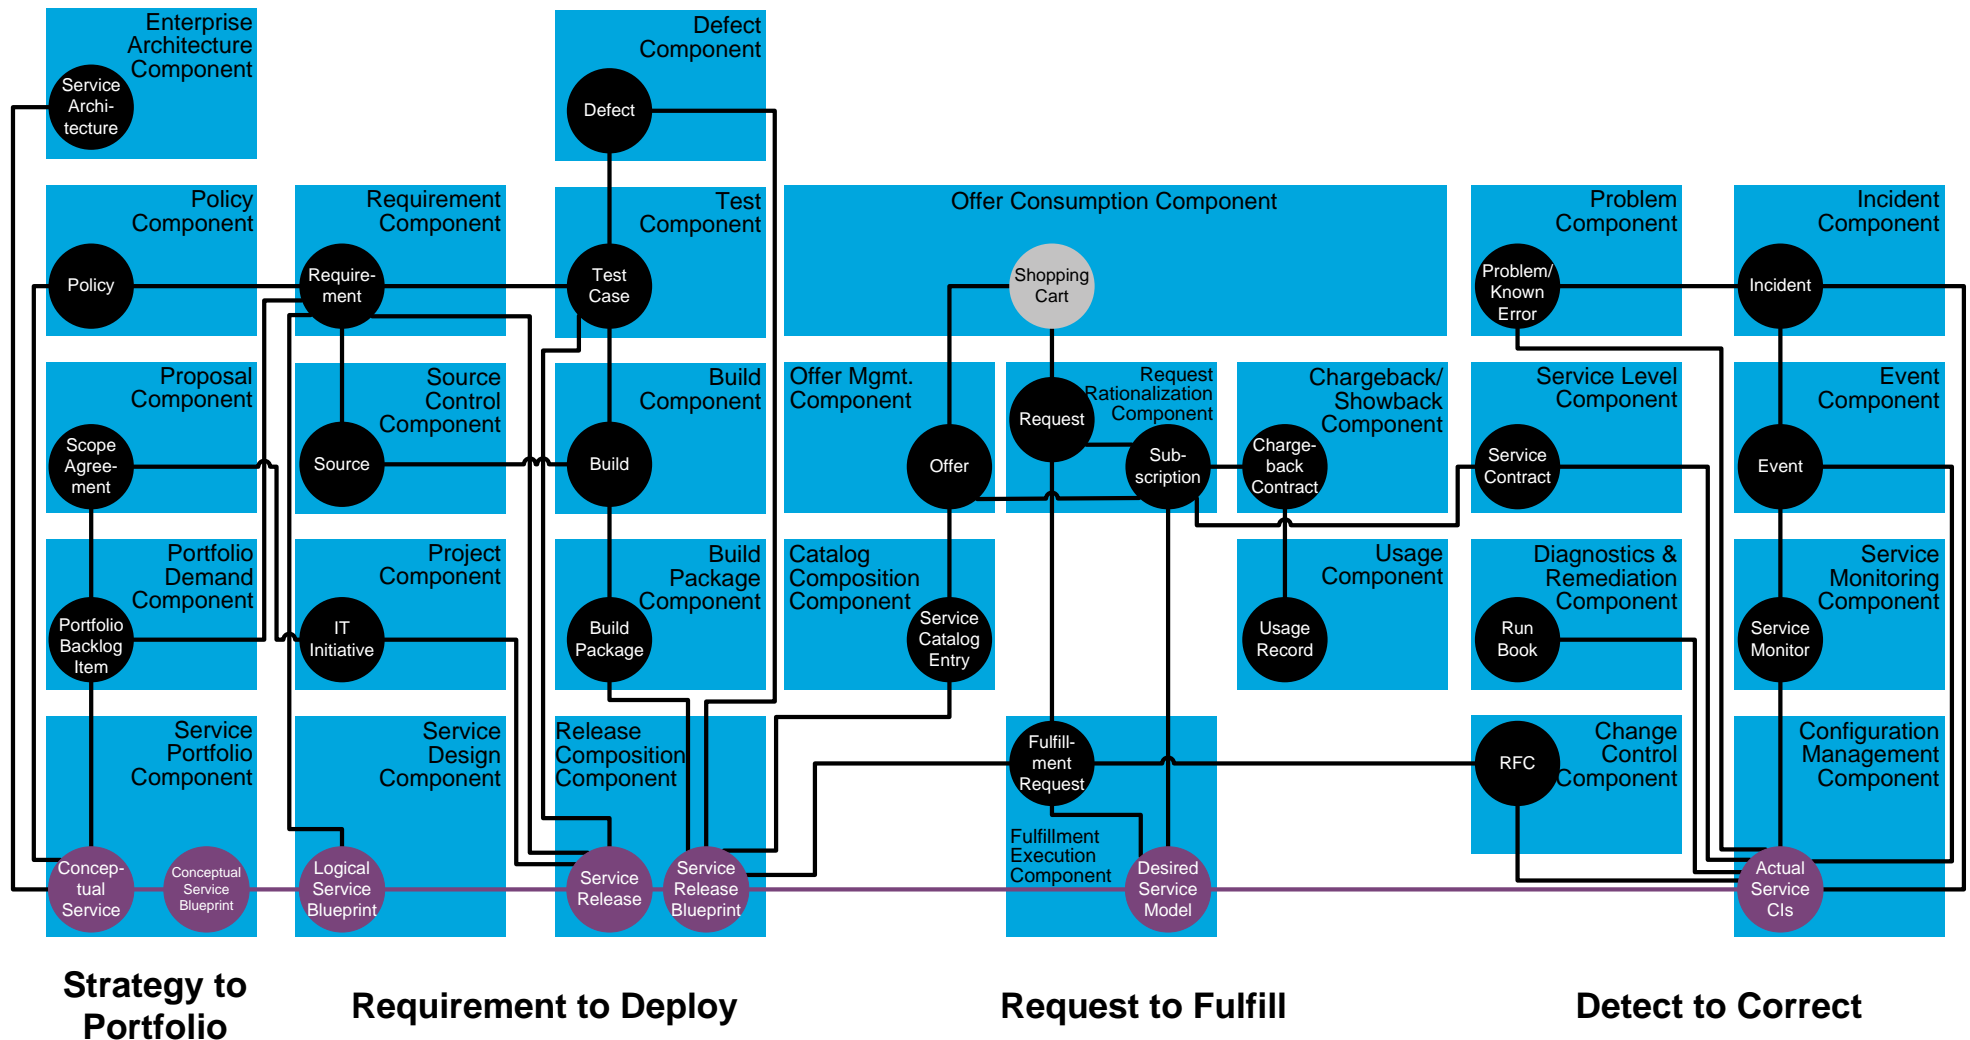 Enterprise
Architecture
Component
Service
Archi-
tecture
Defect
Component
Defect
Policy
Component
Policy
Requirement
Component
Require-
ment
Test
Component
Test
Case
Offer Consumption Component
Shopping
Cart
Problem
Component
Problem/
Known
Error
Incident
Component
Incident
Proposal
Component
Scope
Agree-
ment
Source
Control
Component
Source
Build
Component
Build
Offer Mgmt.
Component
Offer
Request
Rationalization
Component
Request
Sub-
scription
Chargeback/
Showback
Component
Charge-
back
Contract
Service Level
Component
Service
Contract
Event
Component
Event
Portfolio
Demand
Component
Portfolio
Backlog
Item
Project
Component
IT
Initiative
Build
Package
Component
Build
Package
Catalog
Composition
Component
Service
Catalog
Entry
Usage
Component
Usage
Record
Diagnostics &
Remediation
Component
Run
Book
Service
Monitoring
Component
Service
Monitor
Service
Portfolio
Component
Concep-
tual
Service
Conceptual
Service
Blueprint
Service
Design
Component
Logical
Service
Blueprint
Release
Composition
Component
Service
Release
Service
Release
Blueprint
Fulfill-
ment
Request
Fulfillment
Execution
Component
Desired
Service
Model
Change
Control
Component
RFC
Configuration
Management
Component
Actual
Service
CIs
Strategy to
Portfolio
Requirement to Deploy
Request to Fulfill
Detect to Correct